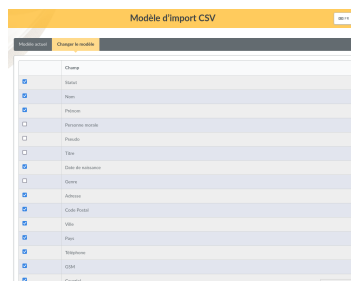 Modèle d'import CSV
Modèle actuel
Changer le modèle
Champ
Statut
Nom
Prénom
Personne morale
Pseudo
Titre
Date de naissance
Genre
Adresse
Code Postal
Ville
Pays
Téléphone
GSM
Courriel